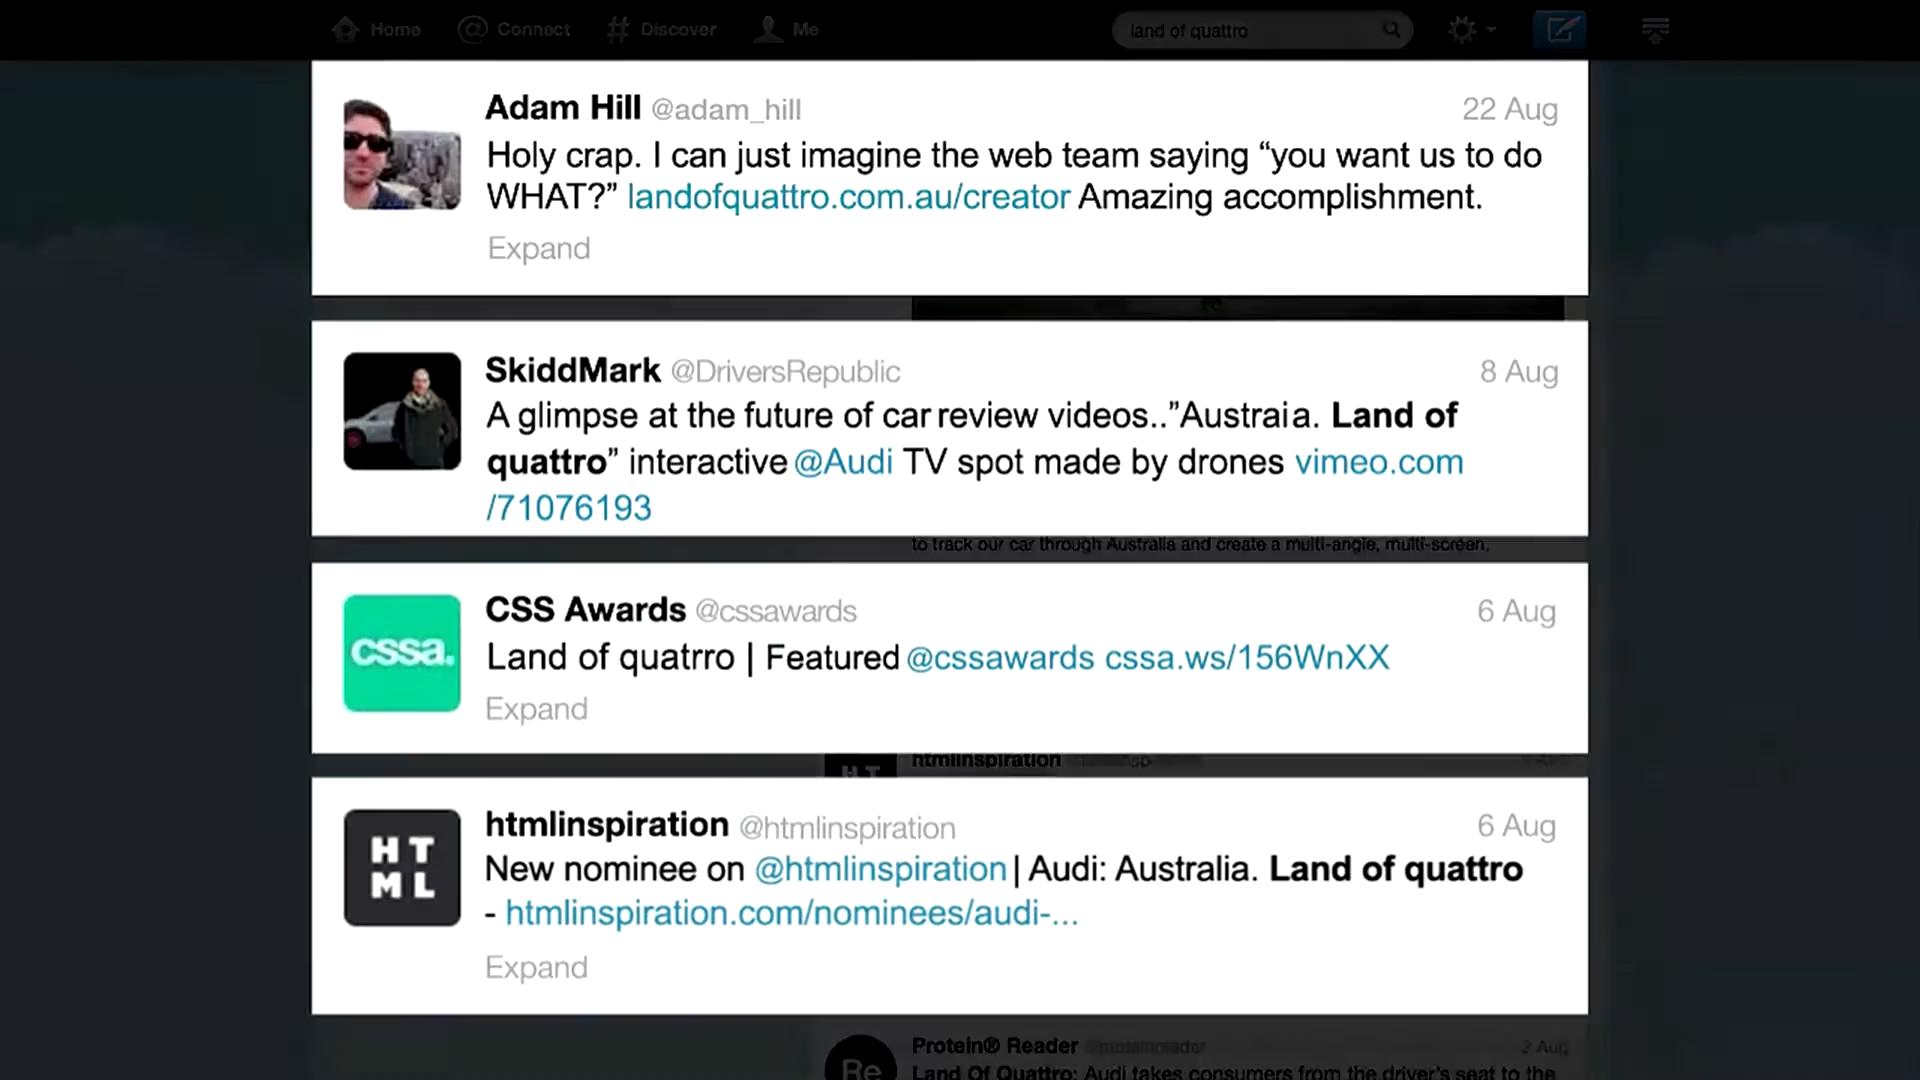 Home Connect Discover Me land of quattro
Adam Hill @adam_hill 22 Aug
Holy crap. I can just imagine the web team saying “you want us to do
WHAT?” landofquattro.com.au/creator Amazing accomplishment.
Expand
SkiddMark @DriversRepublic 8 Aug
A glimpse at the future of car review videos..”Austraia. Land of
quattro” interactive @Audi TV spot made by drones vimeo.com
/71076193
to track our car through Australia and create a multi-angle, multi-screen,
CSS Awards @cssawards 6 Aug
cssa.
Land of quatrro | Featured @cssawards cssa.ws/156WnXX
Expand
htmlinspiration
htmlinspiration @htmlinspiration 6 Aug
HT
ML
New nominee on @htmlinspiration | Audi: Australia. Land of quattro
- htmlinspiration.com/nominees/audi-...
Expand
Protein® Reader @proteinreader 2 Aug
Re
Land Of Quattro: Audi takes consumers from the driver's seat to the